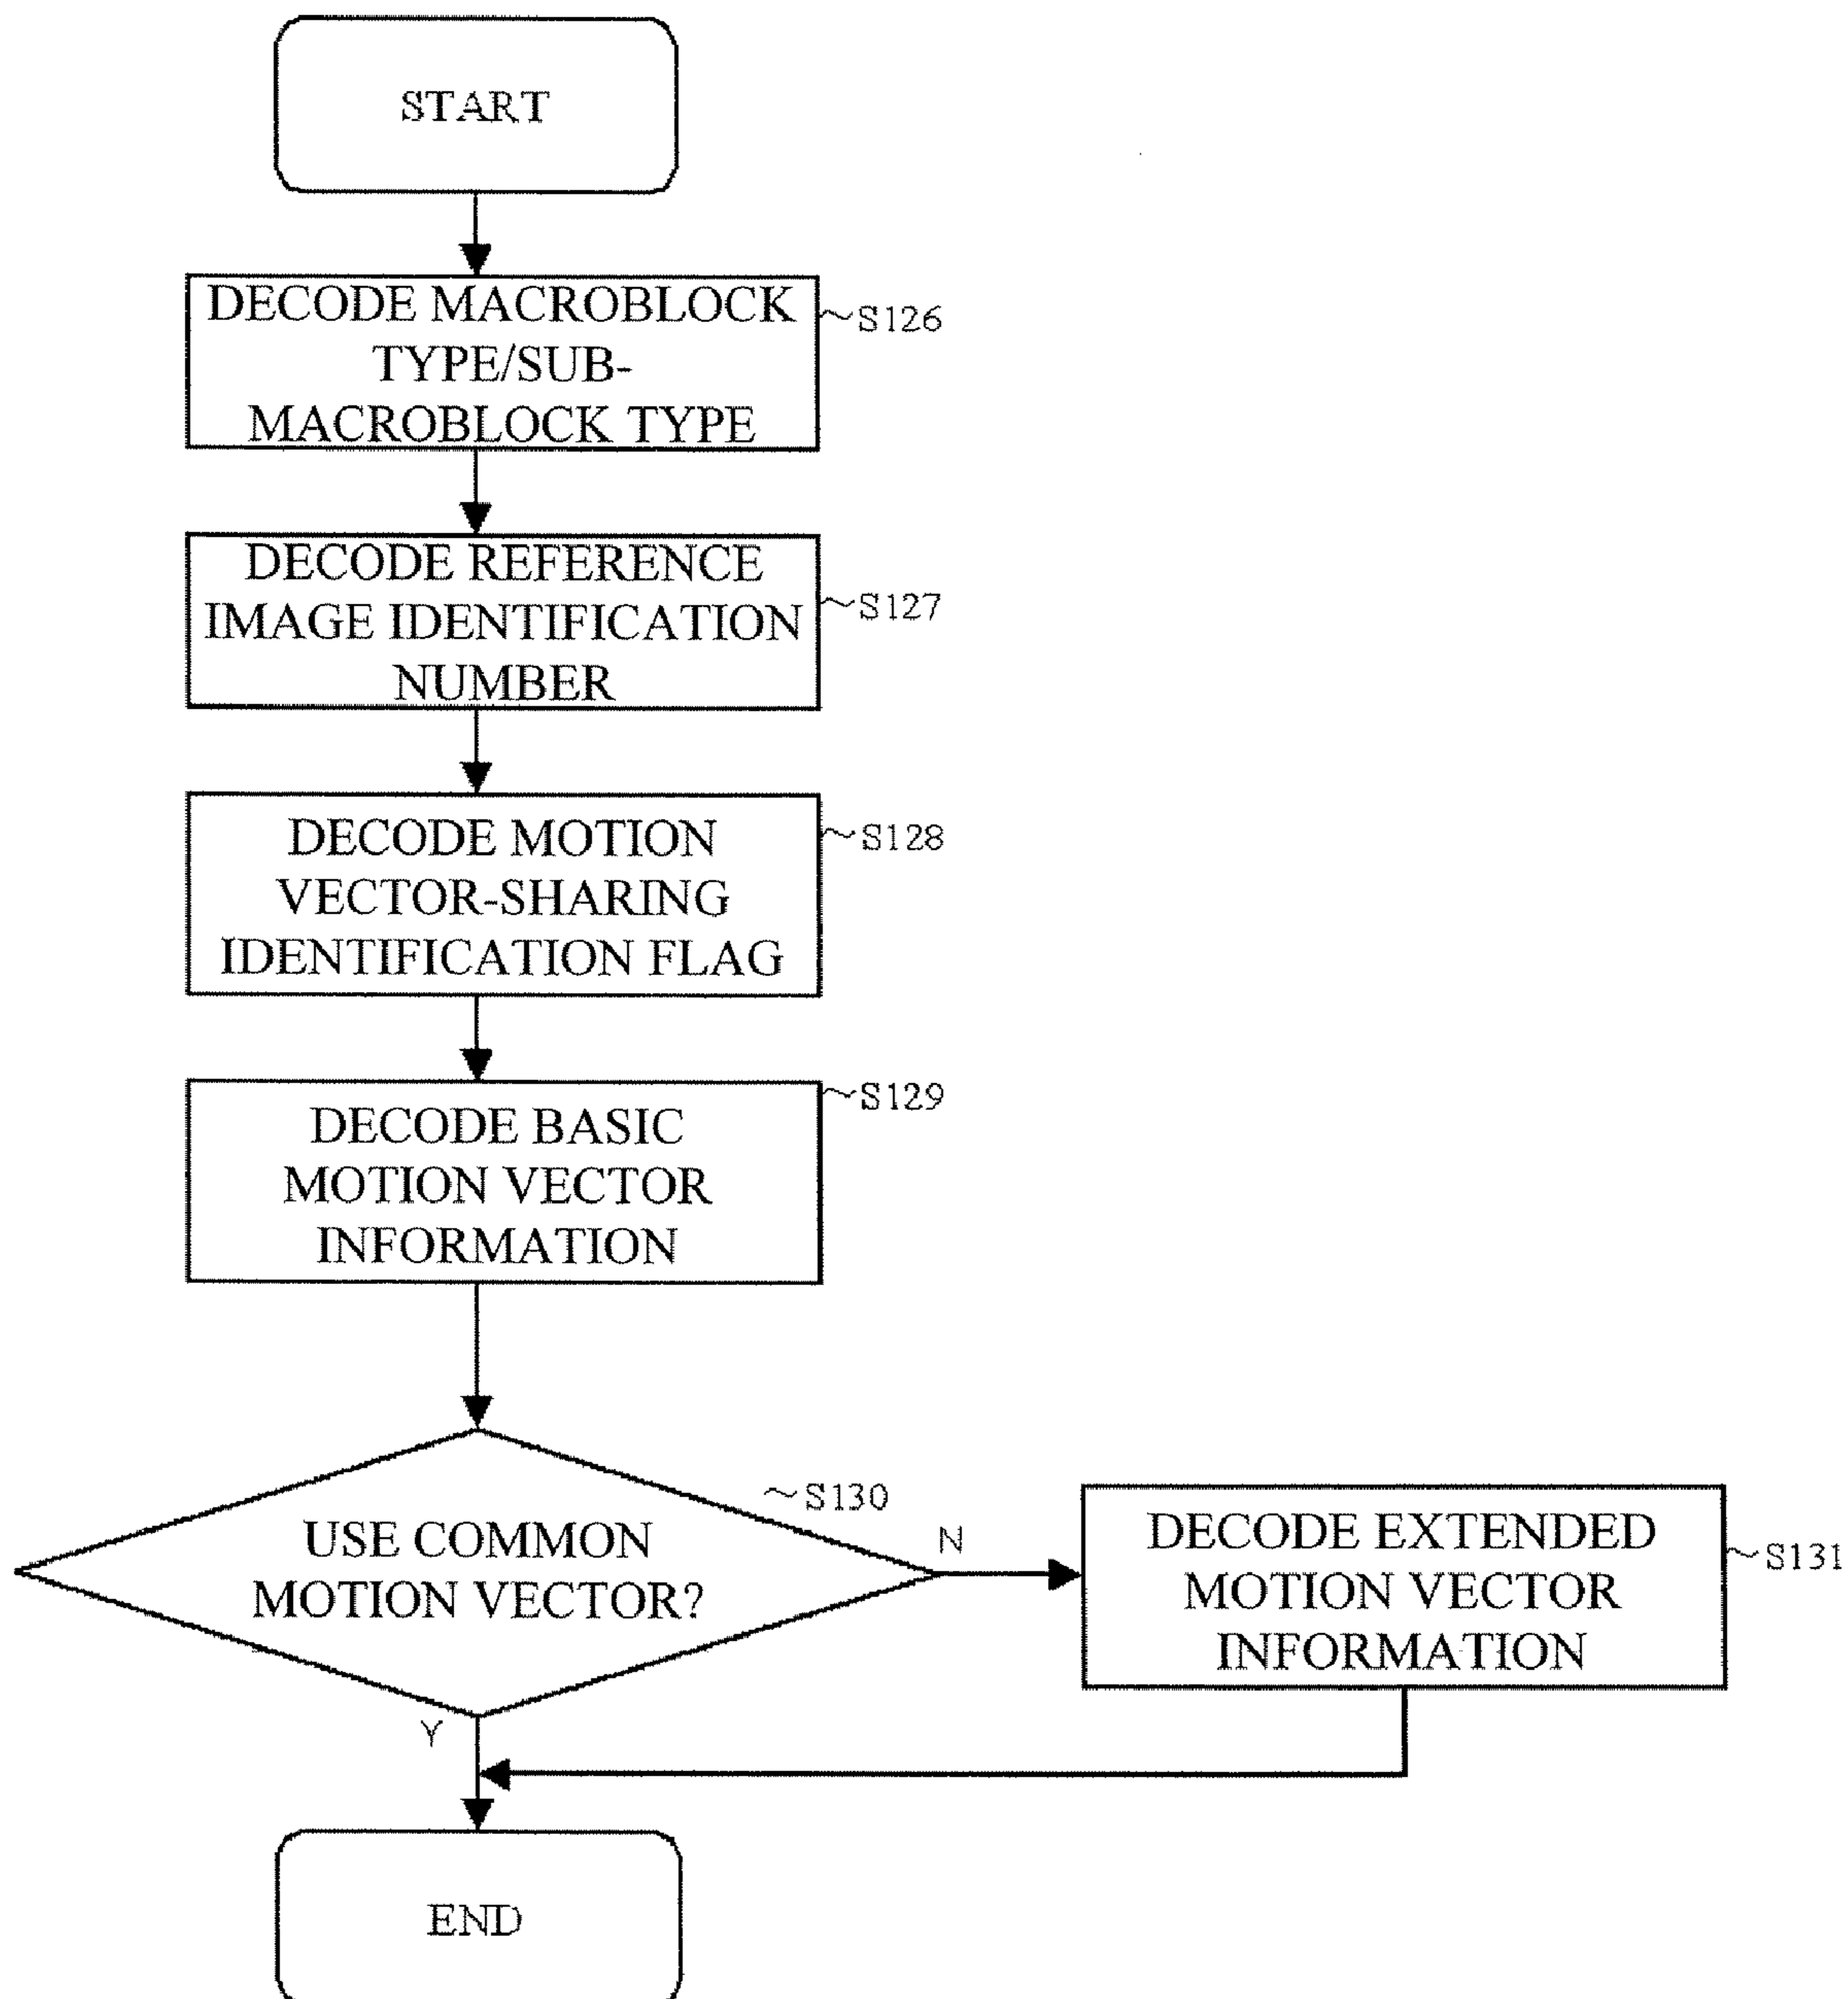 START
DECODE MACROBLOCK
TYPE/SUB-
MACROBLOCK TYPE
S126
DECODE REFERENCE
IMAGE IDENTIFICATION
NUMBER
S127
DECODE MOTION
VECTOR-SHARING
IDENTIFICATION FLAG
S128
DECODE BASIC
MOTION VECTOR
INFORMATION
S129
USE COMMON
MOTION VECTOR?
S130
N
DECODE EXTENDED
MOTION VECTOR
INFORMATION
S131
Y
END